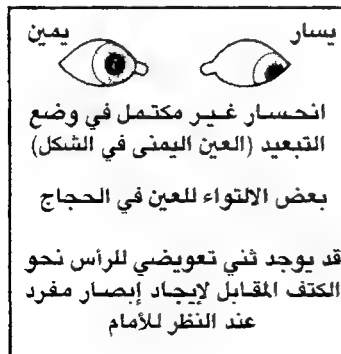 يسار
يمين
انحسار غير مكتمل في وضع
التبعيد (العين اليمنى في الشكل)
بعض الالتواء للعين في الحجاج
قد يوجد ثني تعويضي للرأس نحو
الكتف المقابل لإيجاد إبصار مفرد
عند النظر للأمام